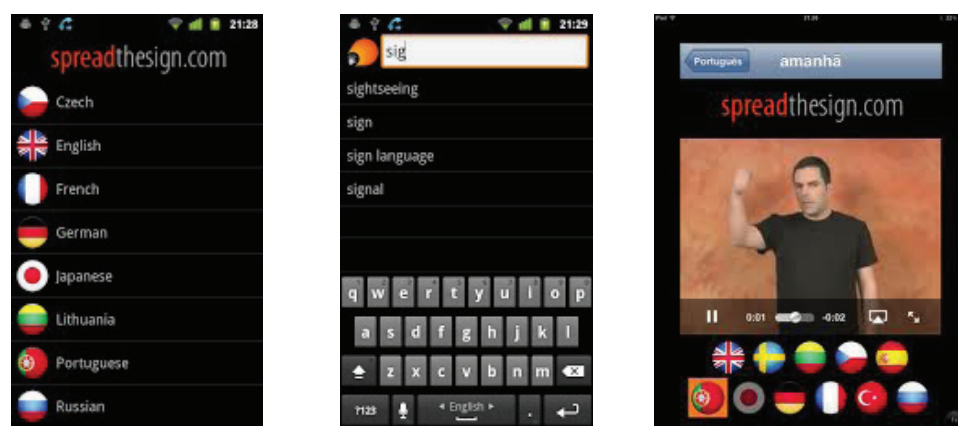 21:28
spreadthesign.com
Czech
English
French
German
Japanese
Lithuania
Portuguese
Russian
21:29
sig
sightseeing
sign
sign language
signal
q w e r t y u i o p
a s d f g h j k l
z x c v b n m
?123 English .
iPod
Português amanhã
spreadthesign.com
0:01 -0:02